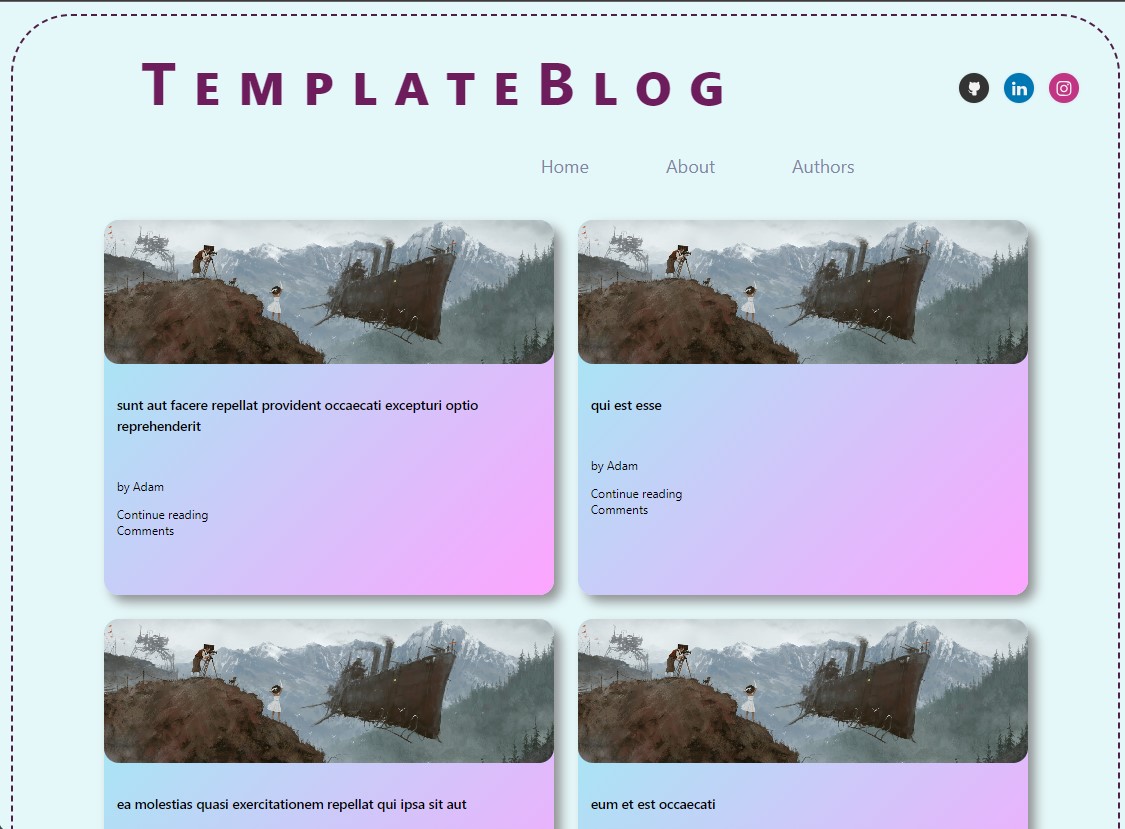 TEMPLATEBLOG
in
Home About Authors
sunt aut facere repellat provident occaecati excepturi optio
reprehenderit
by Adam
Continue reading
Comments
qui est esse
by Adam
Continue reading
Comments
ea molestias quasi exercitationem repellat qui ipsa sit aut
eum et est occaecati